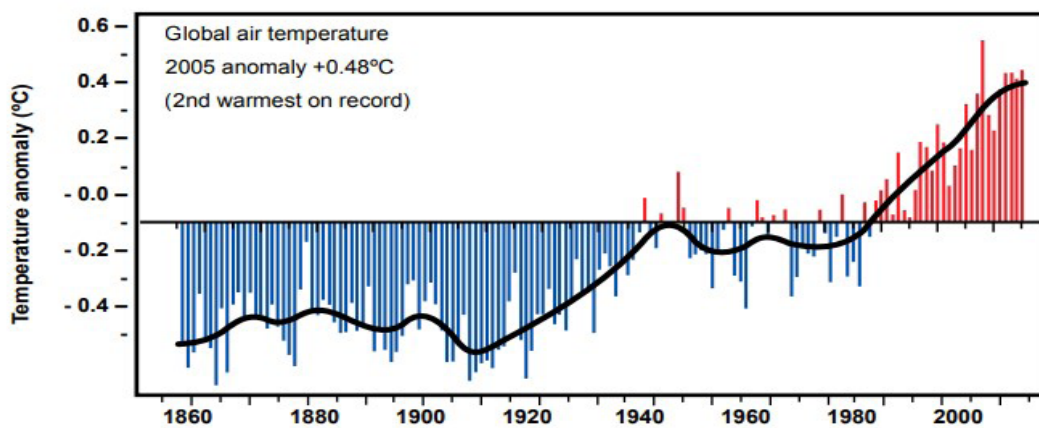 Global air temperature
2005 anomaly +0.48ºC
(2nd warmest on record)
Temperature anomaly (ºC)
0.6
0.4
0.2
- 0.0
- 0.2
- 0.4
1860 1880 1900 1920 1940 1960 1980 2000